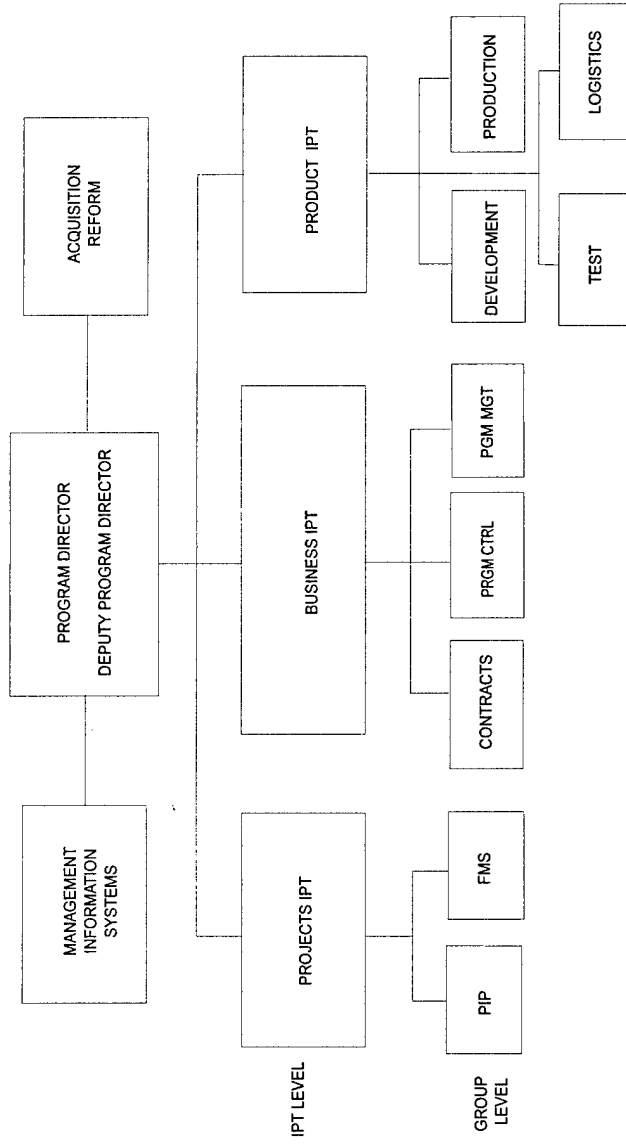 MANAGEMENT
INFORMATION
SYSTEMS
PROGRAM DIRECTOR
DEPUTY PROGRAM DIRECTOR
ACQUISITION
REFORM
IPT LEVEL
PROJECTS IPT
BUSINESS IPT
PRODUCT IPT
GROUP
LEVEL
PIP
FMS
CONTRACTS
PRGM CTRL
PGM MGT
DEVELOPMENT
PRODUCTION
TEST
LOGISTICS